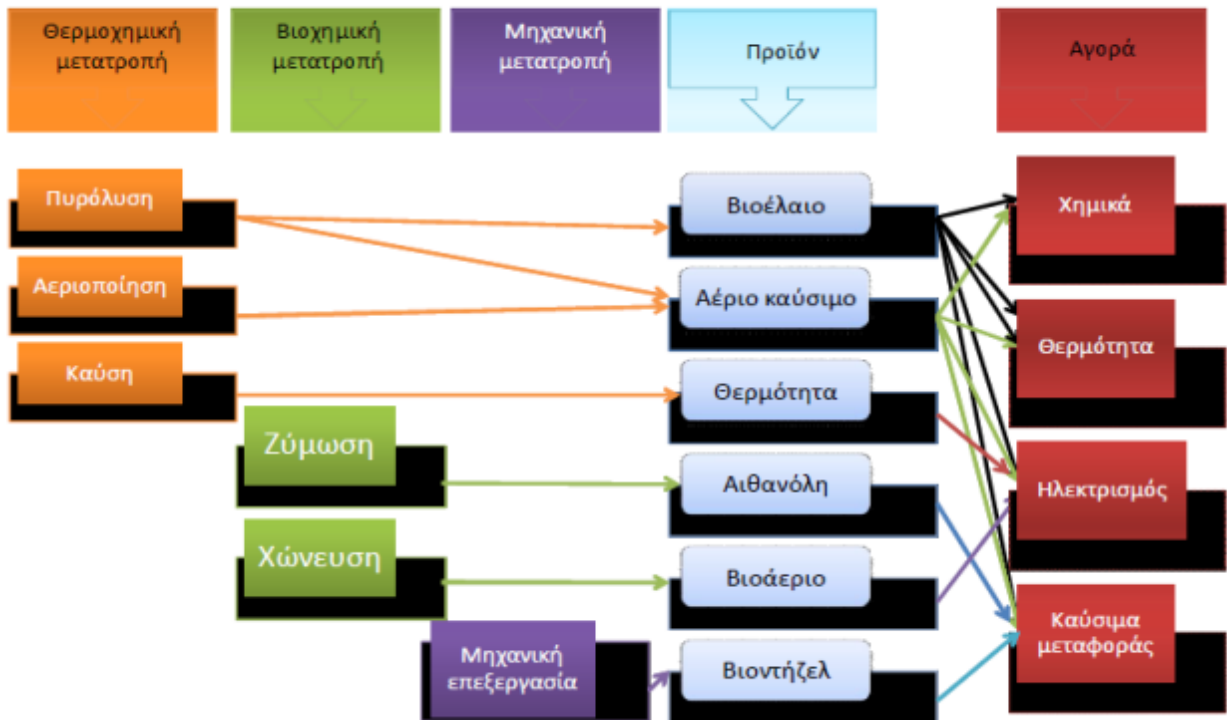 Θερμοχημική
μετατροπή
Βιοχημική
μετατροπή
Μηχανική
μετατροπή
Προϊόν
Αγορά
Πυρόλυση
Αεριοποίηση
Καύση
Ζύμωση
Χώνευση
Μηχανική
επεξεργασία
Βιοέλαιο
Αέριο καύσιμο
Θερμότητα
Αιθανόλη
Βιοάεριο
Βιοντήζελ
Χημικά
Θερμότητα
Ηλεκτρισμός
Καύσιμα
μεταφοράς